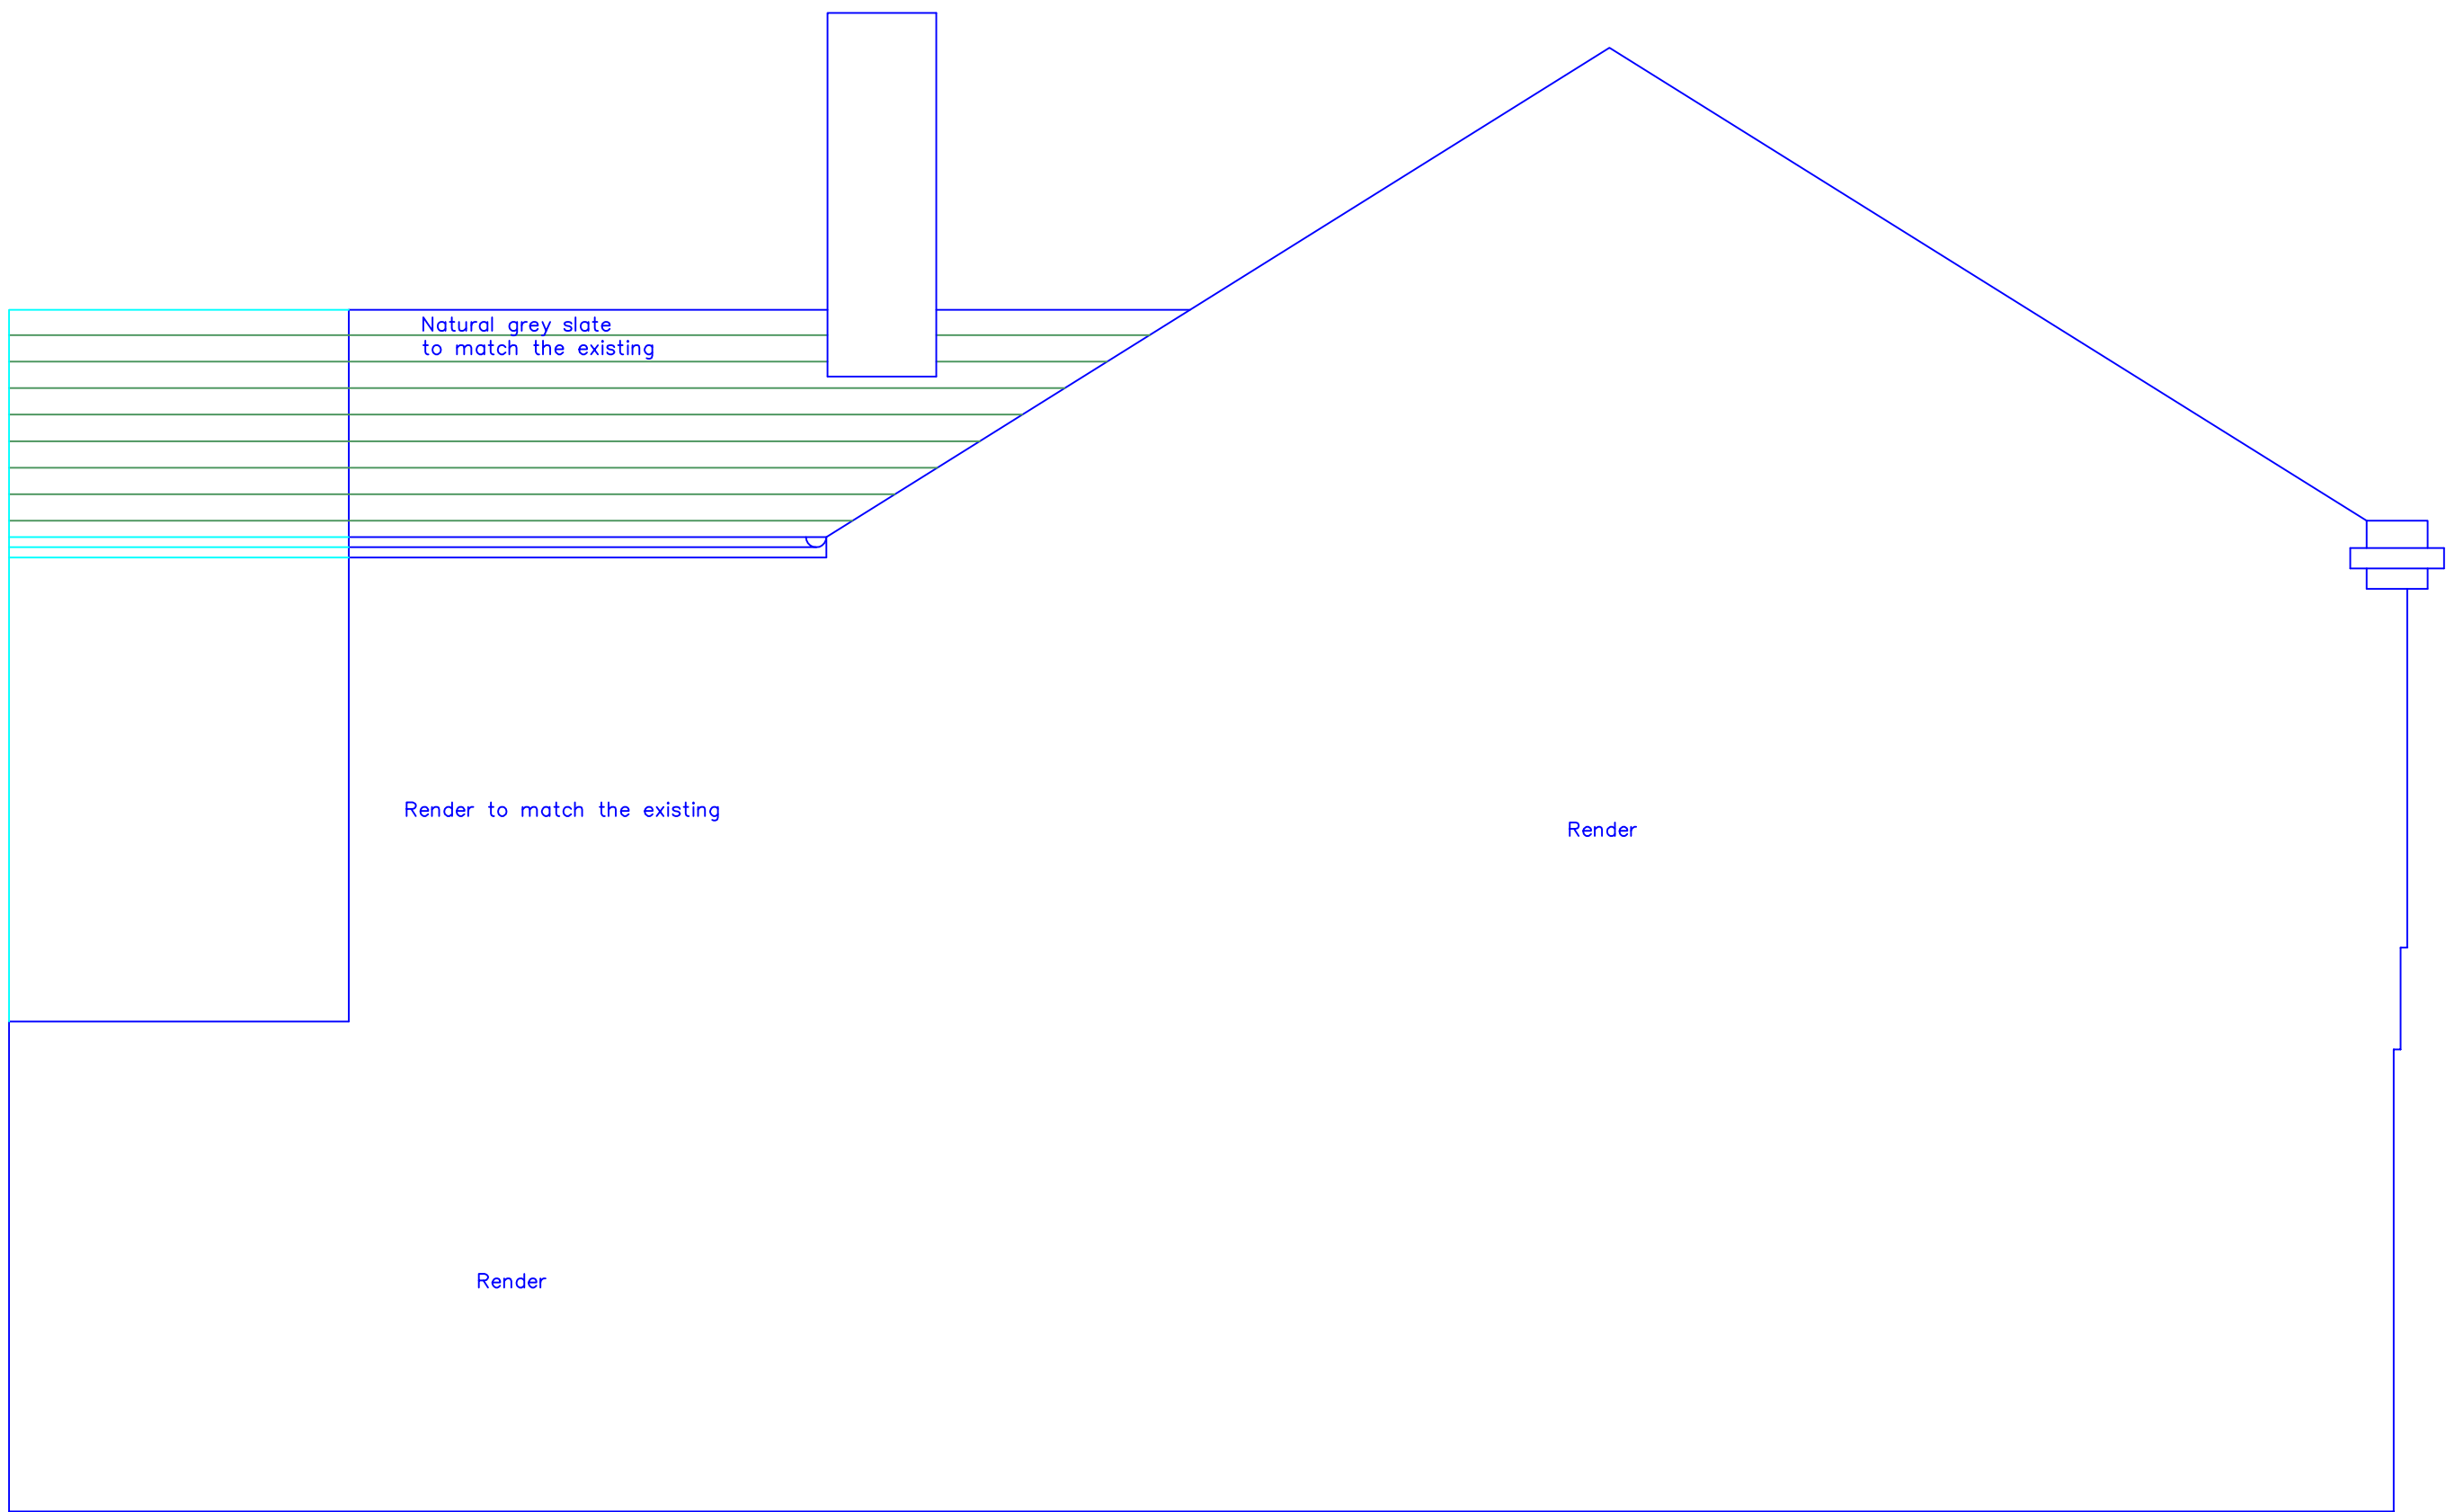 Natural grey slate
to match the existing
Render to match the existing
Render
Render